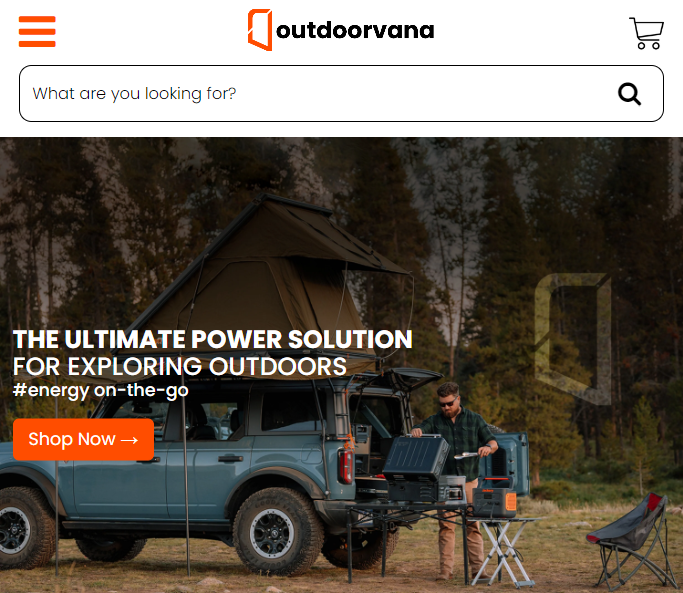 outdoorvana
What are you looking for?
THE ULTIMATE POWER SOLUTION
FOR EXPLORING OUTDOORS
#energy on-the-go
Shop Now →